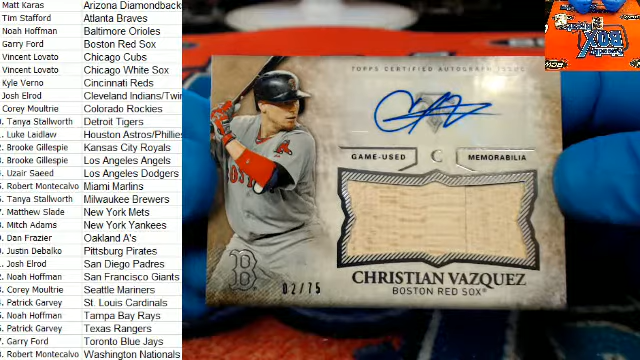 Matt Karas Arizona Diamondback
Tim Stafford Atlanta Braves
Noah Hoffman Baltimore Orioles
Garry Ford Boston Red Sox
Vincent Lovato Chicago Cubs
Vincent Lovato Chicago White Sox
Kyle Verno Cincinnati Reds
Josh Elrod Cleveland Indians/Twin
Corey Moultrie Colorado Rockies
Tanya Stallworth Detroit Tigers
Luke Laidlaw Houston Astros/Phillies
Brooke Gillespie Kansas City Royals
Brooke Gillespie Los Angeles Angels
Uzair Saeed Los Angeles Dodgers
Robert Montecalvo Miami Marlins
Tanya Stallworth Milwaukee Brewers
Matthew Slade New York Mets
Mitch Adams New York Yankees
Dan Frazier Oakland A's
Justin Debalko Pittsburg Pirates
Josh Elrod San Diego Padres
Noah Hoffman San Francisco Giants
Corey Moultrie Seattle Mariners
Patrick Garvey St. Louis Cardinals
Noah Hoffman Tampa Bay Rays
Patrick Garvey Texas Rangers
Garry Ford Toronto Blue Jays
Robert Montecalvo Washington Nationals
TOPPS CERTIFIED AUTOGRAPH ISSUE
GAME-USED C MEMORABILIA
B
02/75
CHRISTIAN VAZQUEZ
BOSTON RED SOX